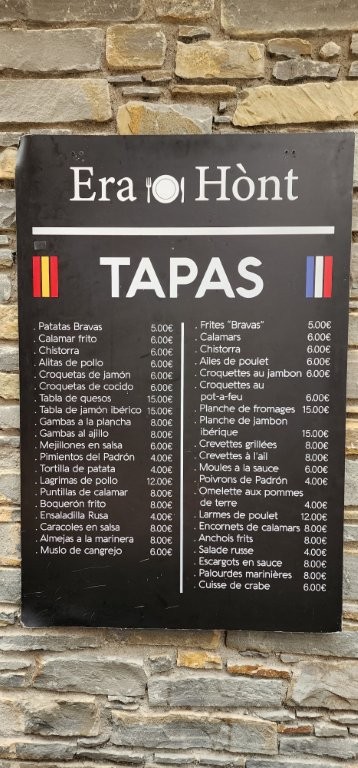 Era Hònt
TAPAS
. Patatas Bravas 5.00€
. Calamar frito 6.00€
. Chistorra 6.00€
. Alitas de pollo 6.00€
. Croquetas de jamón 6.00€
. Croquetas de cocido 6.00€
. Tabla de quesos 15.00€
. Tabla de jamón ibérico 15.00€
. Gambas a la plancha 8.00€
. Gambas al ajillo 8.00€
. Mejillones en salsa 6.00€
. Pimientos del Padrón 4.00€
. Tortilla de patata 4.00€
. Lagrimas de pollo 12.00€
. Puntillas de calamar 8.00€
. Boquerón frito 8.00€
. Ensaladilla Rusa 4.00€
. Caracoles en salsa 8.00€
. Almejas a la marinera 8.00€
. Muslo de cangrejo 6.00€
. Frites "Bravas" 5.00€
. Calamars 6.00€
. Chistorra 6.00€
. Ailes de poulet 6.00€
. Croquettes au jambon 6.00€
. Croquettes au
pot-a-feu 6.00€
. Planche de fromages 15.00€
. Planche de jambon
ibérique 15.00€
. Crevettes grillées 8.00€
. Crevettes à l'ail 8.00€
. Moules a la sauce 6.00€
. Poivrons de Padrón 4.00€
. Omelette aux pommes
de terre 4.00€
. Larmes de poulet 12.00€
. Encornets de calamars 8.00€
. Anchois frits 8.00€
. Salade russe 4.00€
. Escargots en sauce 8.00€
. Palourdes marinières 8.00€
. Cuisse de crabe 6.00€